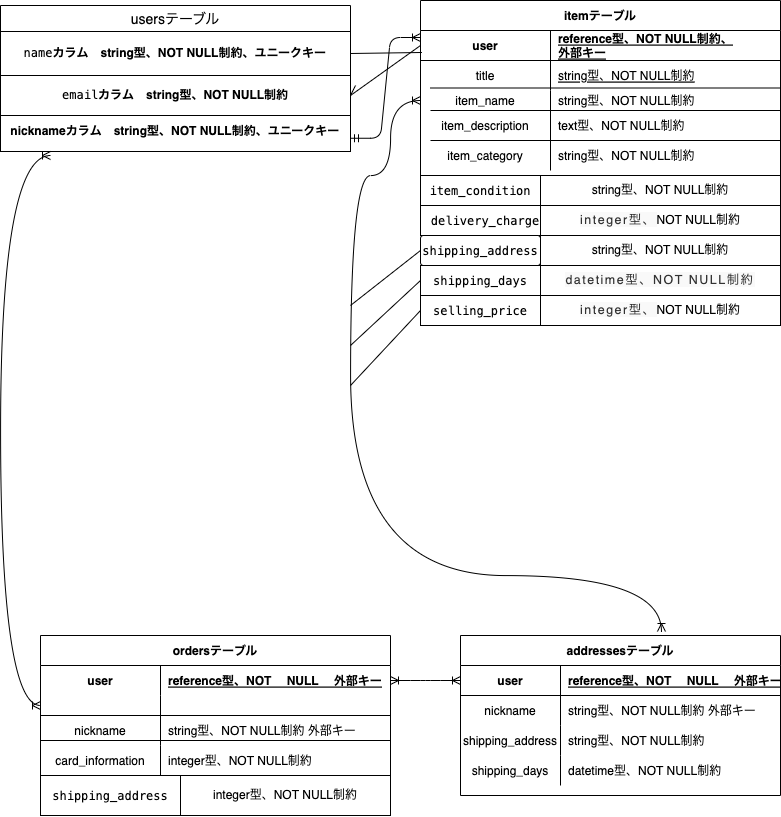 usersテーブル
nameカラム　string型、NOT NULL制約、ユニークキー
emailカラム　string型、NOT NULL制約
nicknameカラム　string型、NOT NULL制約、ユニークキー
itemテーブル
user reference型、NOT NULL制約、
外部キー
title string型、NOT NULL制約
item_name string型、NOT NULL制約
item_description text型、NOT NULL制約
item_category string型、NOT NULL制約
item_condition string型、NOT NULL制約
delivery_charge integer型、NOT NULL制約
shipping_address string型、NOT NULL制約
shipping_days datetime型、NOT NULL制約
selling_price integer型、NOT NULL制約
ordersテーブル
user reference型、NOT　NULL　外部キー
nickname string型、NOT NULL制約 外部キー
card_information integer型、NOT NULL制約
shipping_address integer型、NOT NULL制約
addressesテーブル
user reference型、NOT　NULL　外部キー
nickname string型、NOT NULL制約 外部キー
shipping_address string型、NOT NULL制約
shipping_days datetime型、NOT NULL制約